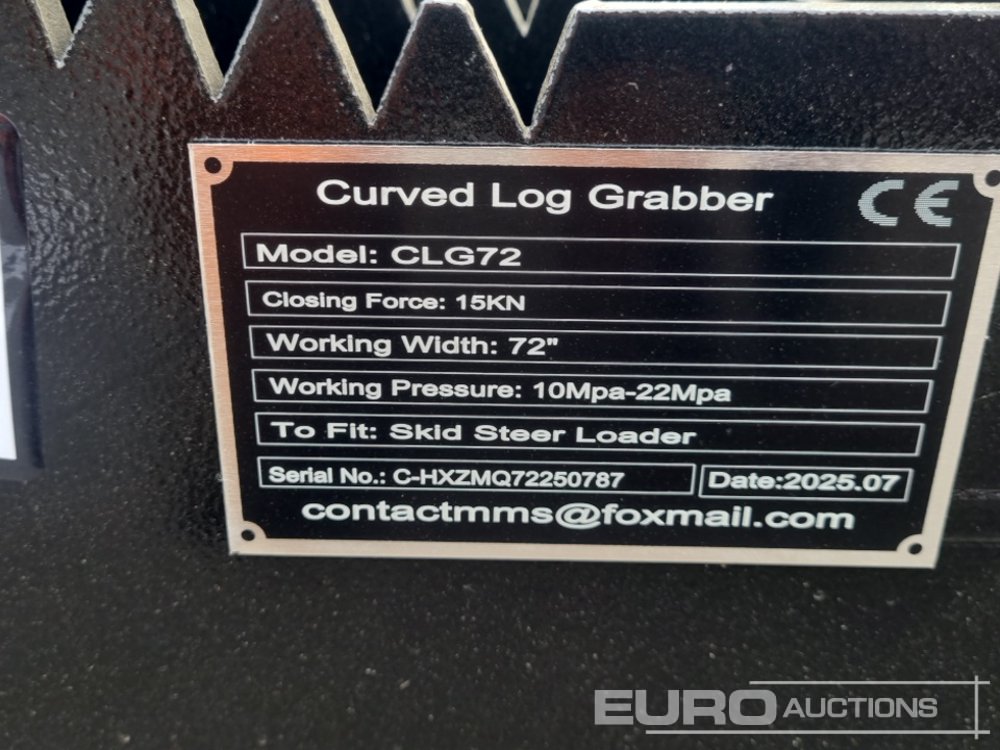 Curved Log Grabber CE
Model: CLG72
Closing Force: 15KN
Working Width: 72"
Working Pressure: 10Mpa-22Mpa
To Fit: Skid Steer Loader
Serial No.: C-HXZMQ72250787 Date:2025.07
contactmms@foxmail.com
EURO AUCTIONS